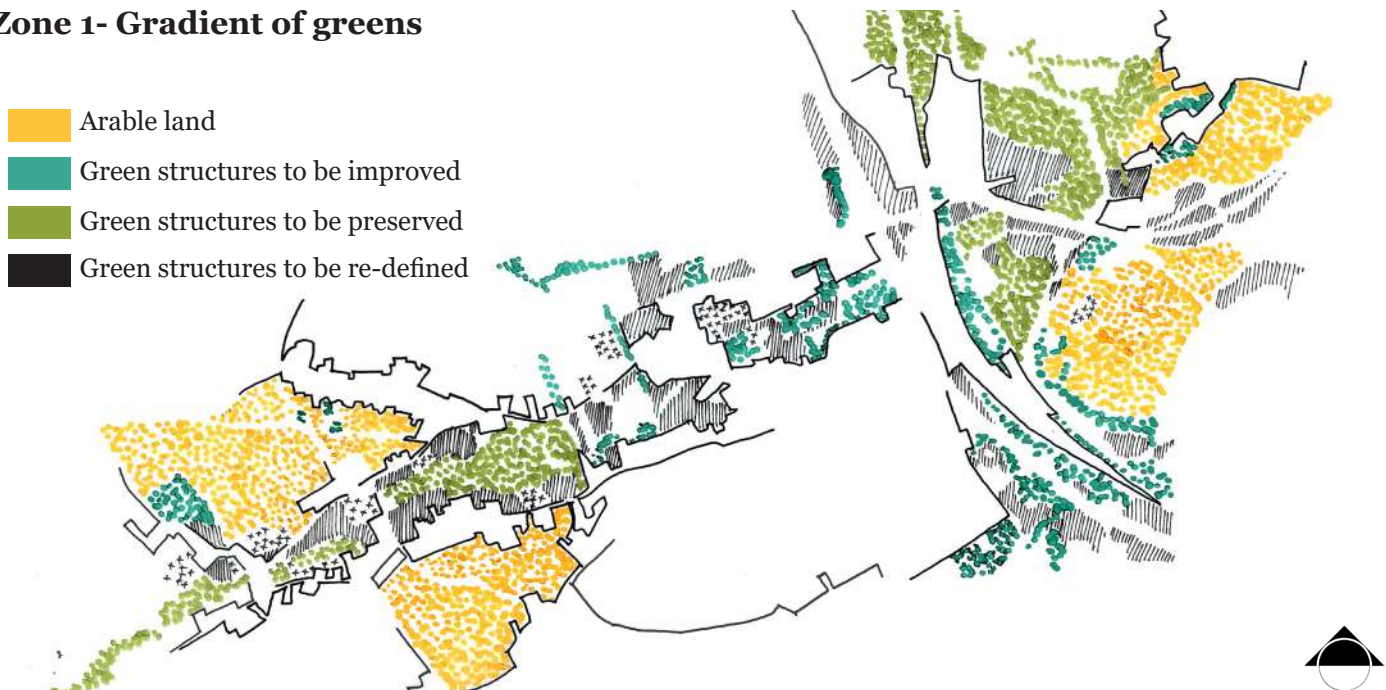 Zone 1- Gradient of greens
Arable land
Green structures to be improved
Green structures to be preserved
Green structures to be re-defined